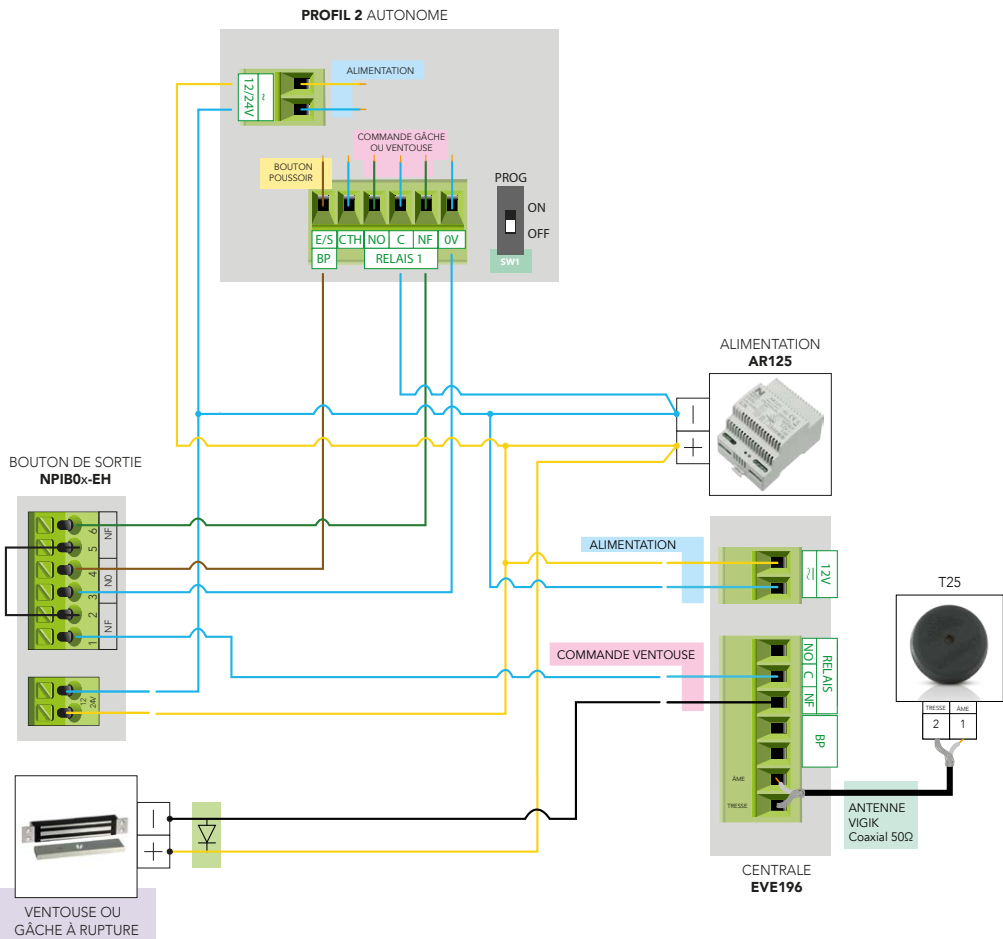 PROFIL 2 AUTONOME
12/24V
~
ALIMENTATION
COMMANDE GÂCHE
OU VENTOUSE
BOUTON
POUSSOIR
PROG
ON
OFF
SW1
E/S CTH NO C NF 0V
BP RELAIS 1
ALIMENTATION
AR125
BOUTON DE SORTIE
NPIB0x-EH
6 NF
5
4 NO
3
2 NF
1
12
24V
ALIMENTATION
12V
COMMANDE VENTOUSE
NO C NF
RELAIS
BP
ÂME
TRESSE
T25
TRESSE ÂME
2 1
ANTENNE
VIGIK
Coaxial 50Ω
CENTRALE
EVE196
VENTOUSE OU
GÂCHE À RUPTURE